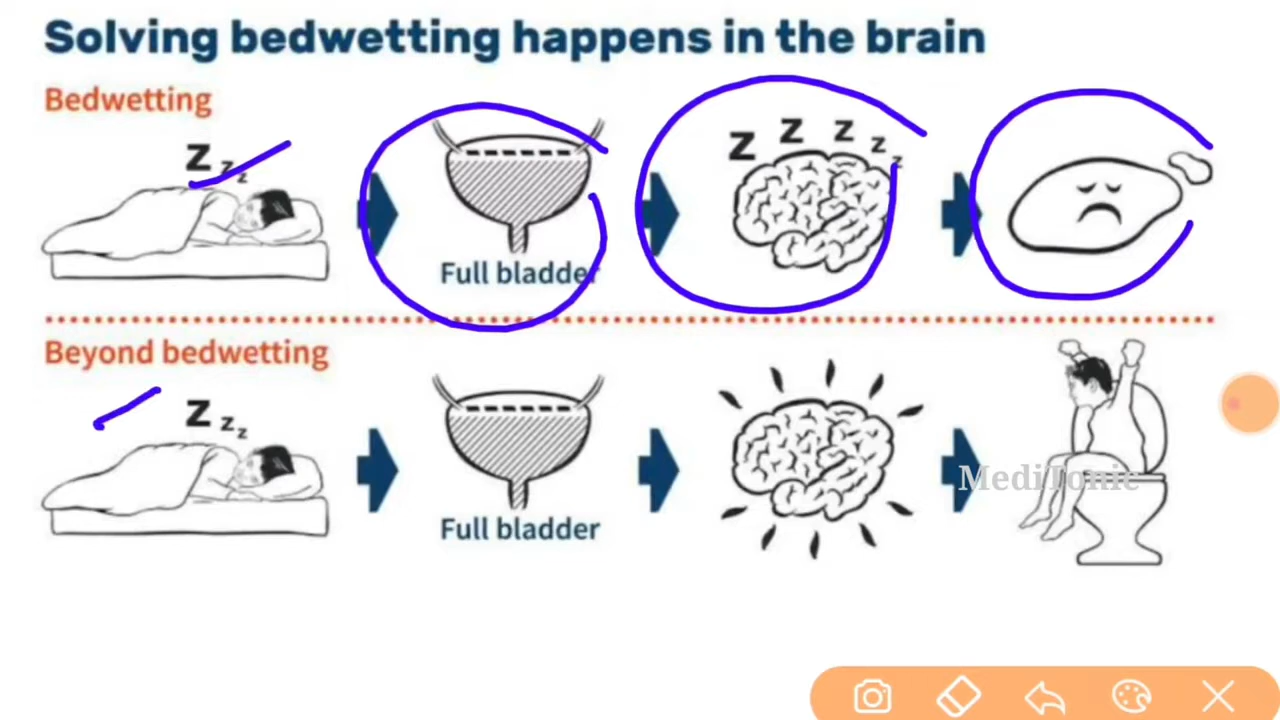 Solving bedwetting happens in the brain
Bedwetting
Z z z
Full bladder
Z Z Z z z
Beyond bedwetting
Z z z
Full bladder
MediTonic